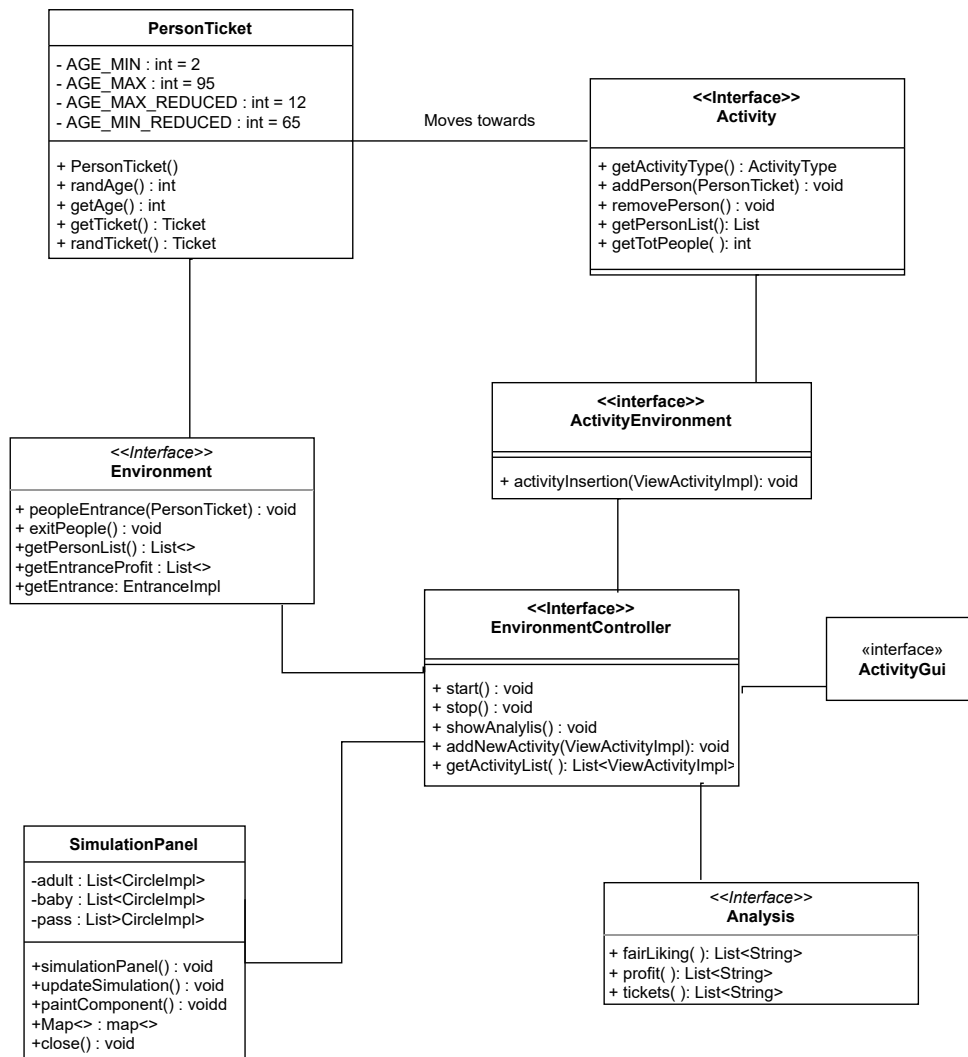 PersonTicket
- AGE_MIN : int = 2
- AGE_MAX : int = 95
- AGE_MAX_REDUCED : int = 12
- AGE_MIN_REDUCED : int = 65
+ PersonTicket()
+ randAge() : int
+ getAge() : int
+ getTicket() : Ticket
+ randTicket() : Ticket
Moves towards
<<Interface>>
Activity
+ getActivityType() : ActivityType
+ addPerson(PersonTicket) : void
+ removePerson() : void
+ getPersonList(): List
+ getTotPeople( ): int
<<interface>>
ActivityEnvironment
+ activityInsertion(ViewActivityImpl): void
<<Interface>>
Environment
+ peopleEntrance(PersonTicket) : void
+ exitPeople() : void
+getPersonList() : List<>
+getEntranceProfit : List<>
+getEntrance: EntranceImpl
<<Interface>>
EnvironmentController
+ start() : void
+ stop() : void
+ showAnalylis() : void
+ addNewActivity(ViewActivityImpl): void
+ getActivityList( ): List<ViewActivityImpl>
«interface»
ActivityGui
SimulationPanel
-adult : List<CircleImpl>
-baby : List<CircleImpl>
-pass : List>CircleImpl>
+simulationPanel() : void
+updateSimulation() : void
+paintComponent() : voidd
+Map<> : map<>
+close() : void
<<Interface>>
Analysis
+ fairLiking( ): List<String>
+ profit( ): List<String>
+ tickets( ): List<String>